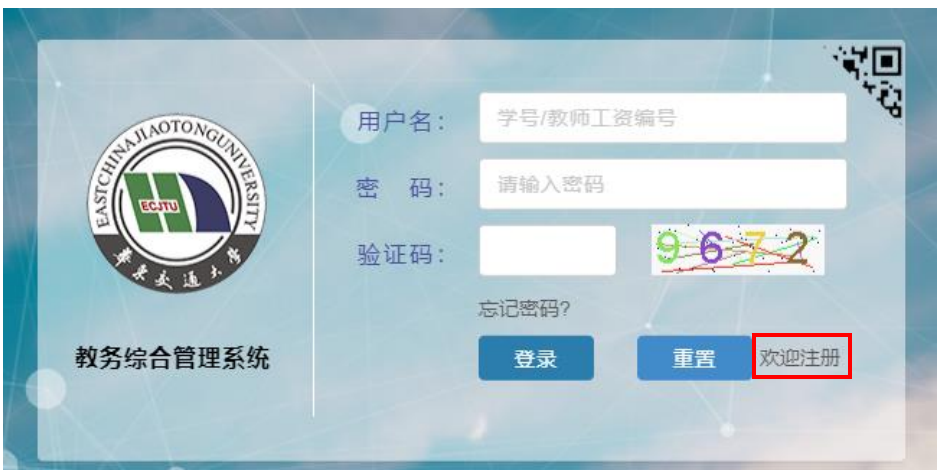 EASTCHINAJIAOTONGUNIVERSITY
ECJTU
华东交通大学
教务综合管理系统
用户名：
学号/教师工资编号
密 码：
请输入密码
验证码：
9672
忘记密码?
登录
重置
欢迎注册